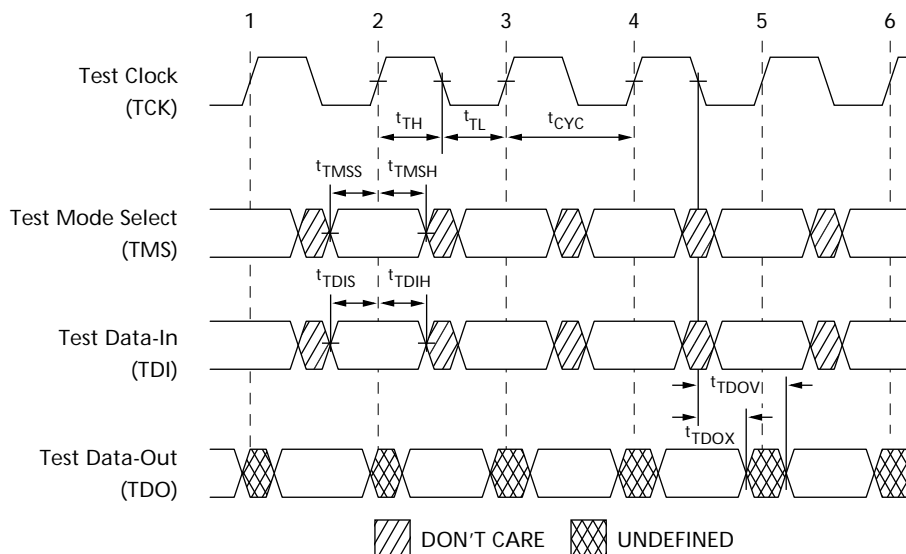 1 2 3 4 5 6
Test Clock
(TCK)
tTH tTL tCYC
tTMSS tTMSH
Test Mode Select
(TMS)
tTDIS tTDIH
Test Data-In
(TDI)
tTDOV
tTDOX
Test Data-Out
(TDO)
DON'T CARE UNDEFINED